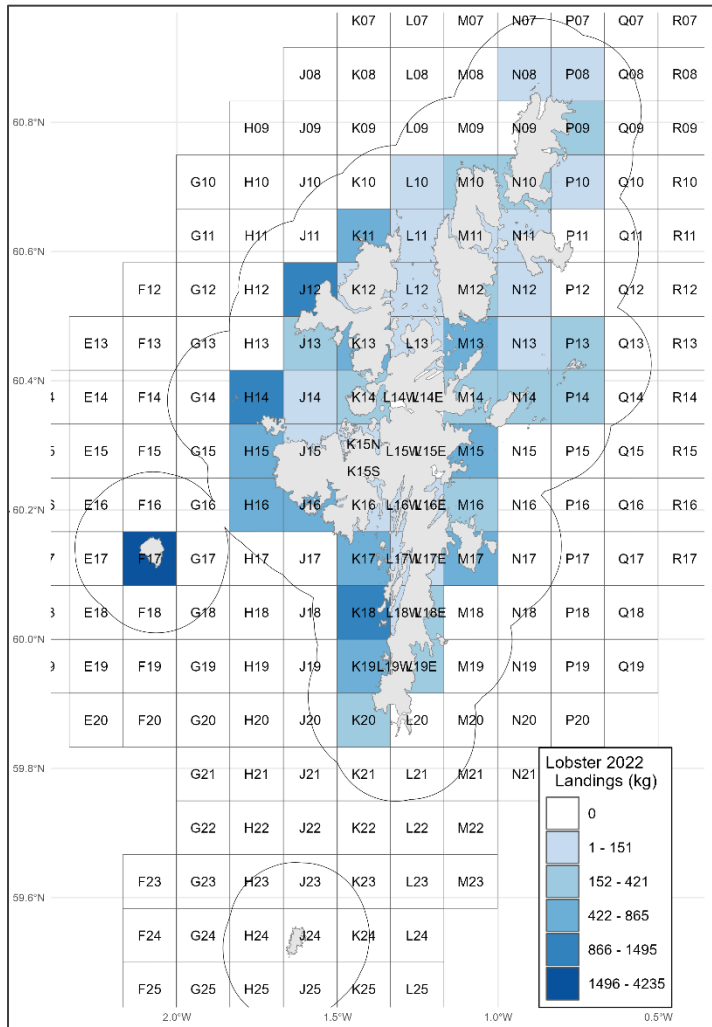 K07 L07 M07 N07 P07 Q07 R07
J08 K08 L08 M08 N08 P08 Q08 R08
60.8°N
H09 J09 K09 L09 M09 N09 P09 Q09 R09
G10 H10 J10 K10 L10 M10 N10 P10 Q10 R10
G11 H11 J11 K11 L11 M11 N11 P11 Q11 R11
60.6°N
F12 G12 H12 J12 K12 L12 M12 N12 P12 Q12 R12
E13 F13 G13 H13 J13 K13 L13 M13 N13 P13 Q13 R13
60.4°N
4 E14 F14 G14 H14 J14 K14 L14W L14E M14 N14 P14 Q14 R14
5 E15 F15 G15 H15 J15 K15N L15W L15E M15 N15 P15 Q15 R15
K15S
6 E16 F16 G16 H16 J16 K16 L16W L16E M16 N16 P16 Q16 R16
60.2°N
7 E17 F17 G17 H17 J17 K17 L17W L17E M17 N17 P17 Q17 R17
8 E18 F18 G18 H18 J18 K18 L18W L18E M18 N18 P18 Q18
60.0°N
9 E19 F19 G19 H19 J19 K19 L19W L19E M19 N19 P19 Q19
E20 F20 G20 H20 J20 K20 L20 M20 N20 P20
59.8°N
G21 H21 J21 K21 L21 M21 N21
G22 H22 J22 K22 L22 M22
F23 G23 H23 J23 K23 L23 M23
59.6°N
F24 G24 H24 J24 K24 L24
F25 G25 H25 J25 K25 L25
2.0°W 1.5°W 1.0°W 0.5°W
Lobster 2022
Landings (kg)
0
1 - 151
152 - 421
422 - 865
866 - 1495
1496 - 4235